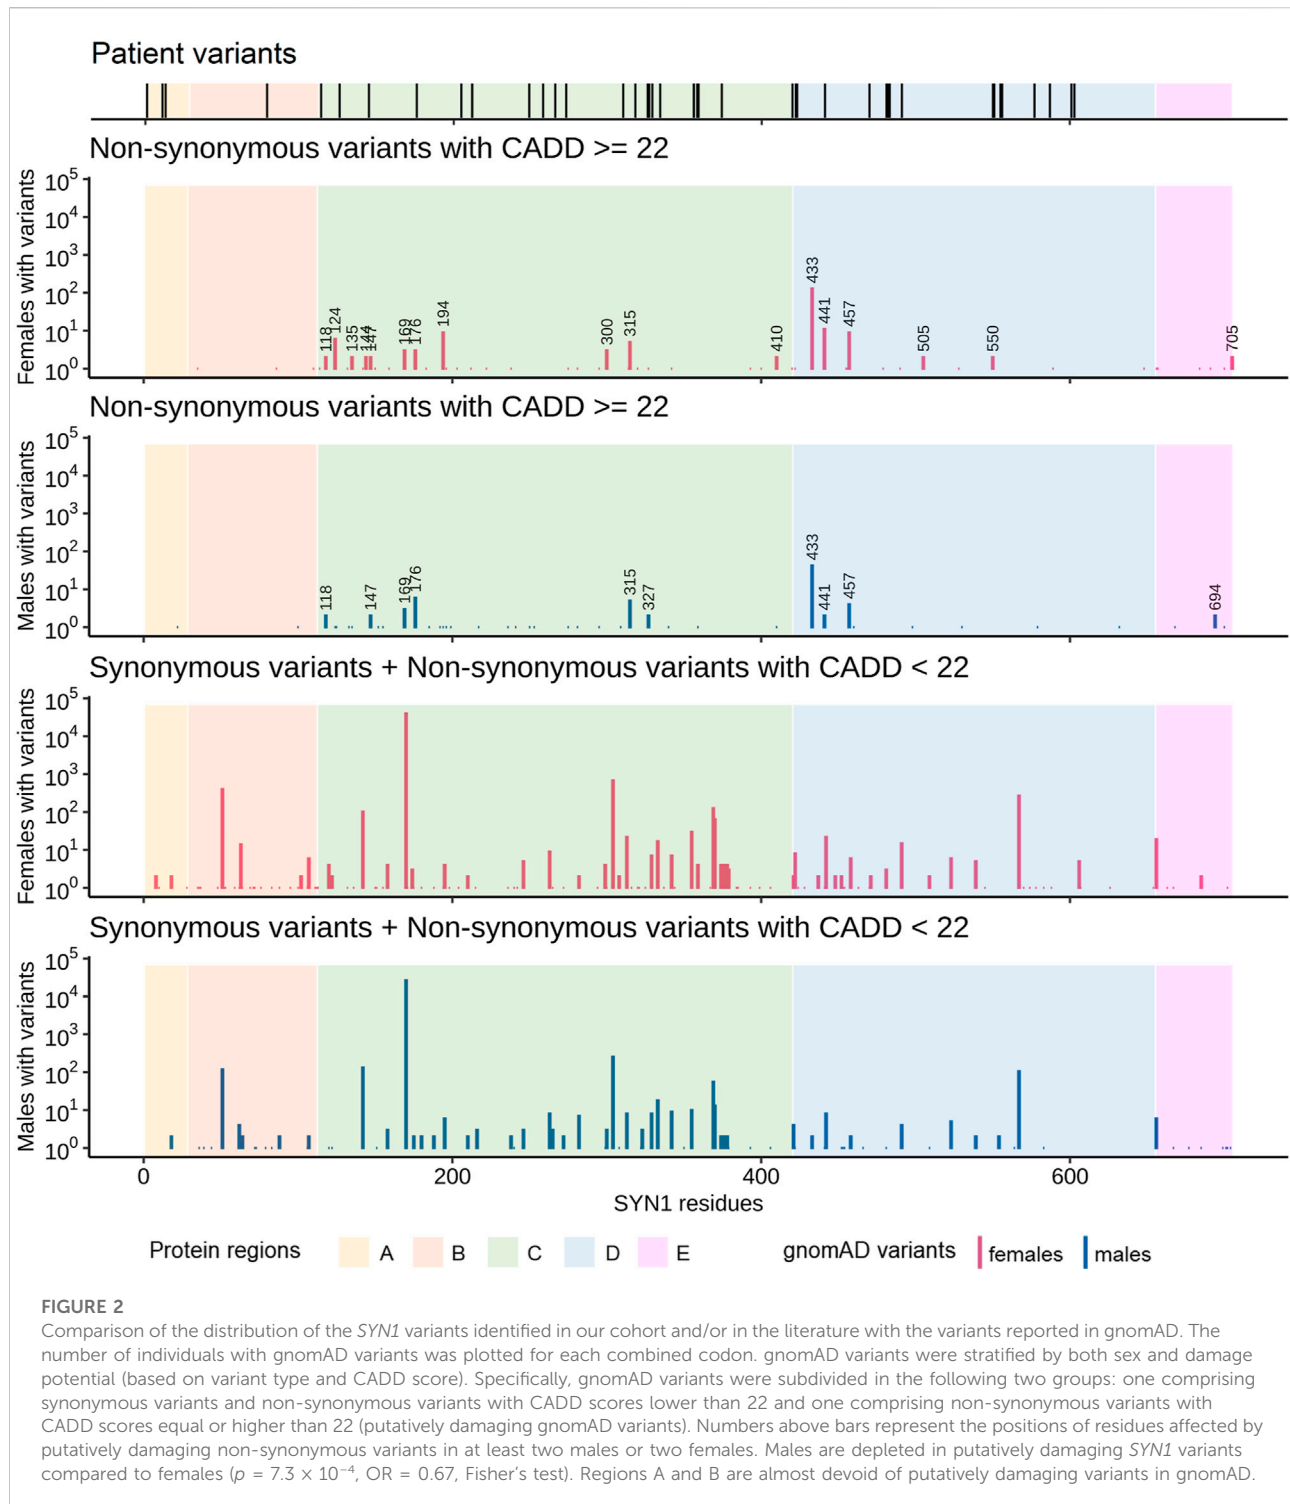 Patient variants
Non-synonymous variants with CADD >= 22
Females with variants
10^5
10^4
10^3
10^2
10^1
10^0
118
124
135
144
147
169
176
194
300
315
410
433
441
457
505
550
705
Non-synonymous variants with CADD >= 22
Males with variants
10^5
10^4
10^3
10^2
10^1
10^0
118
147
169
176
315
327
433
441
457
694
Synonymous variants + Non-synonymous variants with CADD < 22
Females with variants
10^5
10^4
10^3
10^2
10^1
10^0
Synonymous variants + Non-synonymous variants with CADD < 22
Males with variants
10^5
10^4
10^3
10^2
10^1
10^0
0 200 400 600
SYN1 residues
Protein regions A B C D E gnomAD variants females males
FIGURE 2
Comparison of the distribution of the SYN1 variants identified in our cohort and/or in the literature with the variants reported in gnomAD. The
number of individuals with gnomAD variants was plotted for each combined codon. gnomAD variants were stratified by both sex and damage
potential (based on variant type and CADD score). Specifically, gnomAD variants were subdivided in the following two groups: one comprising
synonymous variants and non-synonymous variants with CADD scores lower than 22 and one comprising non-synonymous variants with
CADD scores equal or higher than 22 (putatively damaging gnomAD variants). Numbers above bars represent the positions of residues affected by
putatively damaging non-synonymous variants in at least two males or two females. Males are depleted in putatively damaging SYN1 variants
compared to females (p = 7.3 × 10⁻⁴, OR = 0.67, Fisher's test). Regions A and B are almost devoid of putatively damaging variants in gnomAD.